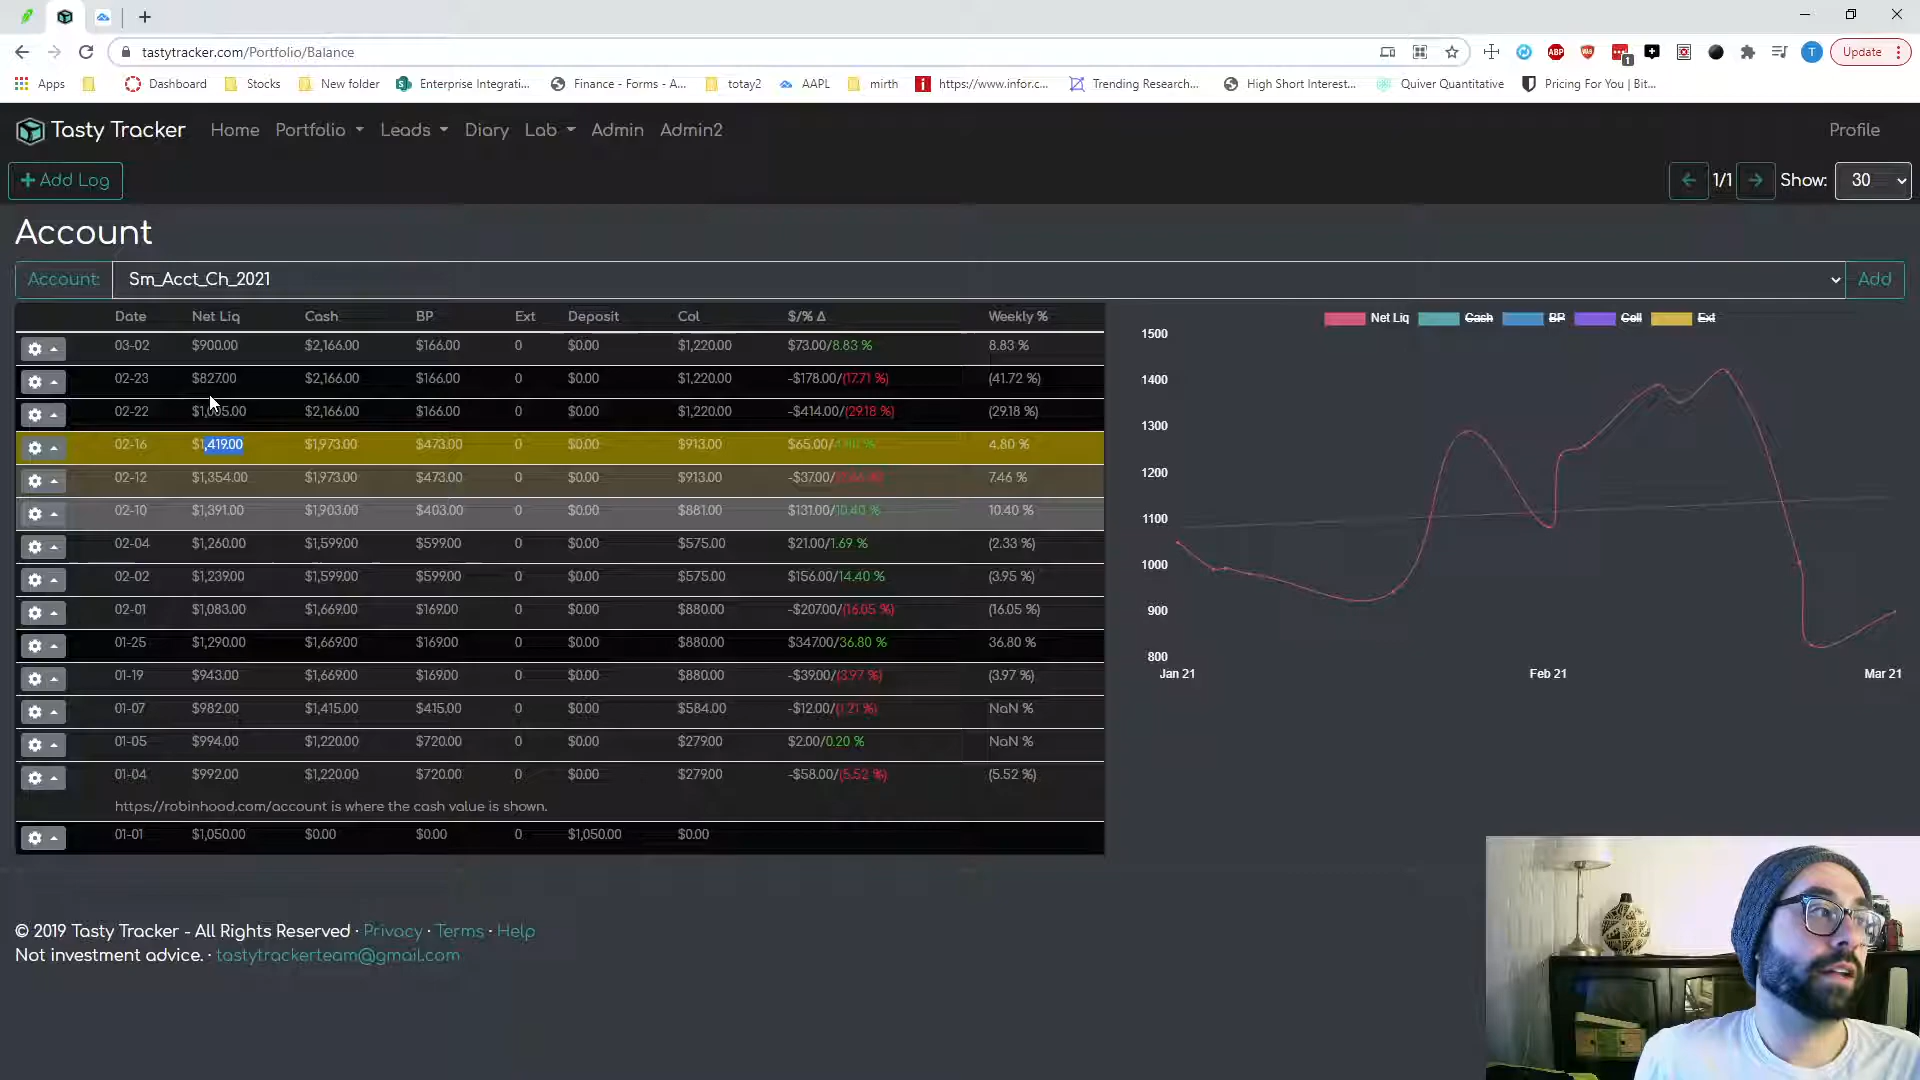 tastytracker.com/Portfolio/Balance
Update
Apps
Dashboard
Stocks
New folder
Enterprise Integrati...
Finance - Forms - A...
totay2
AAPL
mirth
https://www.infor.c...
Trending Research...
High Short Interest...
Quiver Quantitative
Pricing For You | Bit...
Tasty Tracker Home Portfolio Leads Diary Lab Admin Admin2 Profile
+ Add Log 1/1 Show: 30
Account
Account: Sm_Acct_Ch_2021 Add
Date Net Liq Cash BP Ext Deposit Col $/% Δ Weekly %
03-02 $900.00 $2,166.00 $166.00 0 $0.00 $1,220.00 $73.00/8.83 % 8.83 %
02-23 $827.00 $2,166.00 $166.00 0 $0.00 $1,220.00 -$178.00/(17.71 %) (41.72 %)
02-22 $1,005.00 $2,166.00 $166.00 0 $0.00 $1,220.00 -$414.00/(29.18 %) (29.18 %)
02-16 $1,419.00 $1,973.00 $473.00 0 $0.00 $913.00 $65.00/4.80 % 4.80 %
02-12 $1,354.00 $1,973.00 $473.00 0 $0.00 $913.00 -$37.00/ 7.46 %
02-10 $1,391.00 $1,903.00 $403.00 0 $0.00 $881.00 $131.00/10.40 % 10.40 %
02-04 $1,260.00 $1,599.00 $599.00 0 $0.00 $575.00 $21.00/1.69 % (2.33 %)
02-02 $1,239.00 $1,599.00 $599.00 0 $0.00 $575.00 $156.00/14.40 % (3.95 %)
02-01 $1,083.00 $1,669.00 $169.00 0 $0.00 $880.00 -$207.00/(16.05 %) (16.05 %)
01-25 $1,290.00 $1,669.00 $169.00 0 $0.00 $880.00 $347.00/36.80 % 36.80 %
01-19 $943.00 $1,669.00 $169.00 0 $0.00 $880.00 -$39.00/(3.97 %) (3.97 %)
01-07 $982.00 $1,415.00 $415.00 0 $0.00 $584.00 -$12.00/(1.21 %) NaN %
01-05 $994.00 $1,220.00 $720.00 0 $0.00 $279.00 $2.00/0.20 % NaN %
01-04 $992.00 $1,220.00 $720.00 0 $0.00 $279.00 -$58.00/(5.52 %) (5.52 %)
https://robinhood.com/account is where the cash value is shown.
01-01 $1,050.00 $0.00 $0.00 0 $1,050.00 $0.00
Net Liq Cash BP Coll Ext
1500
1400
1300
1200
1100
1000
900
800
Jan 21 Feb 21 Mar 21
© 2019 Tasty Tracker - All Rights Reserved · Privacy · Terms · Help
Not investment advice. · tastytrackerteam@gmail.com